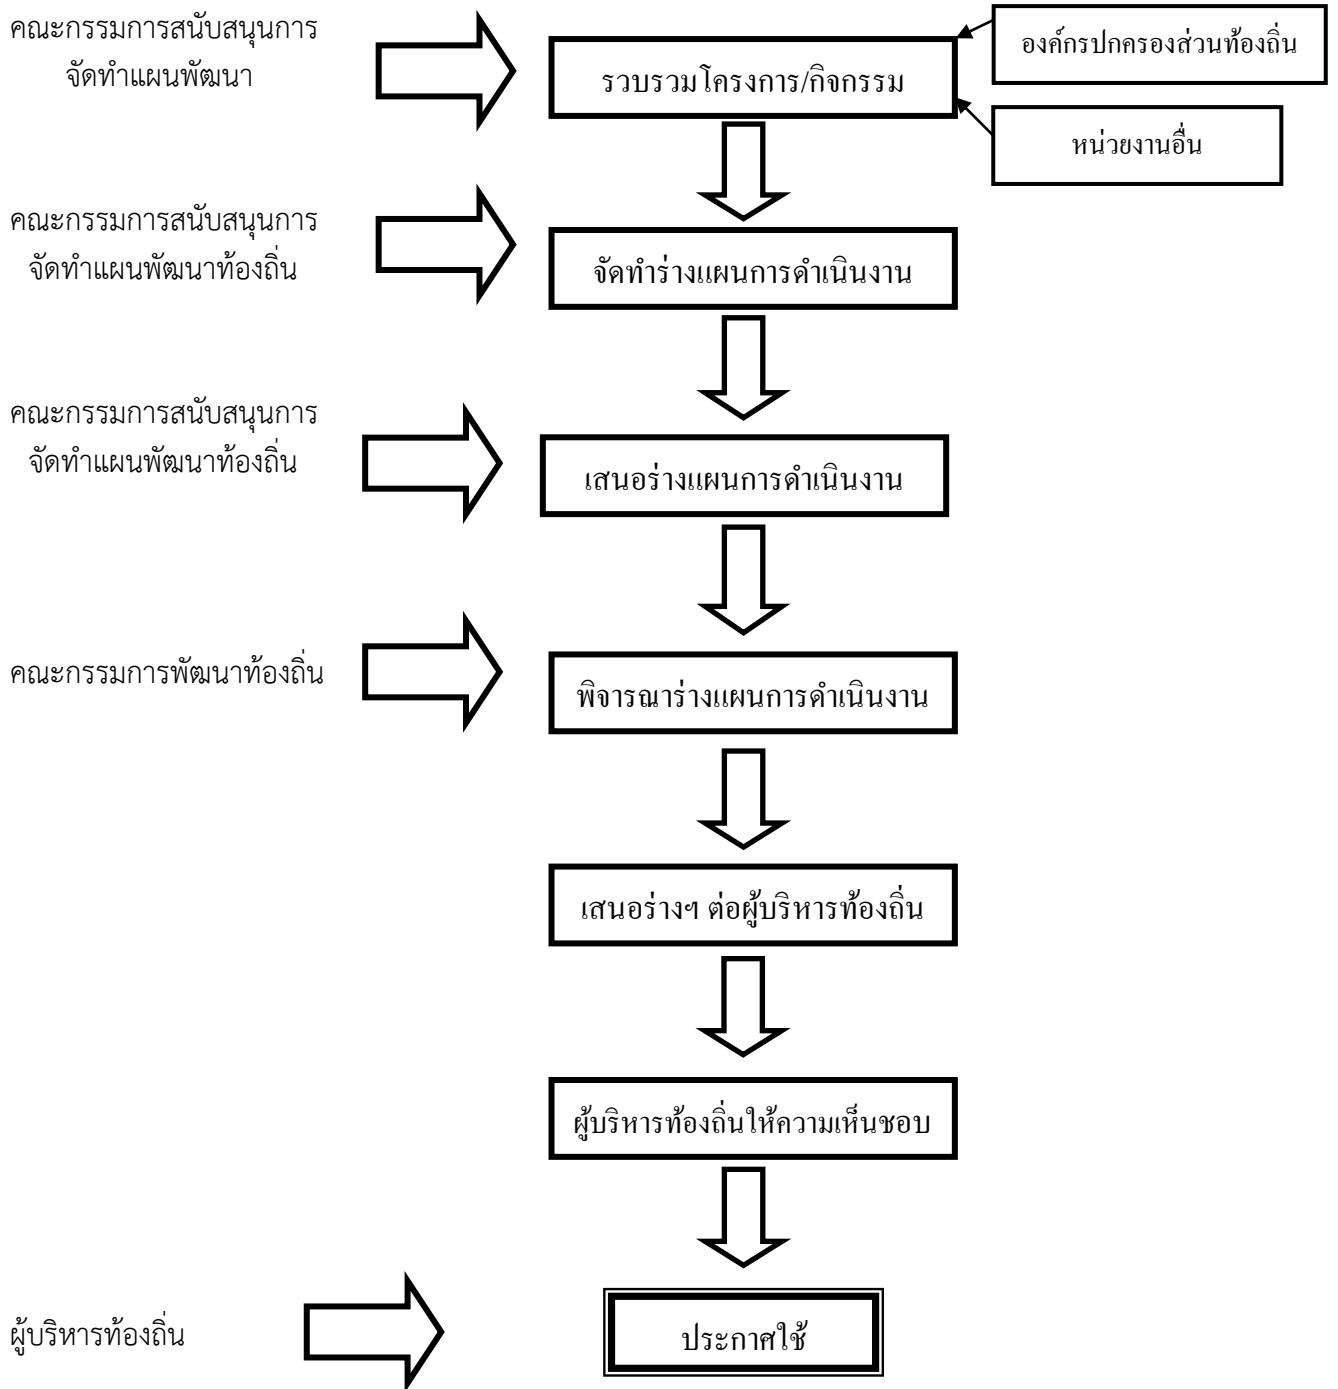 คณะกรรมการสนับสนุนการ
จัดทำแผนพัฒนา
รวบรวมโครงการ/กิจกรรม
องค์กรปกครองส่วนท้องถิ่น
หน่วยงานอื่น
คณะกรรมการสนับสนุนการ
จัดทำแผนพัฒนาท้องถิ่น
จัดทำร่างแผนการดำเนินงาน
คณะกรรมการสนับสนุนการ
จัดทำแผนพัฒนาท้องถิ่น
เสนอร่างแผนการดำเนินงาน
คณะกรรมการพัฒนาท้องถิ่น
พิจารณาร่างแผนการดำเนินงาน
เสนอร่างฯ ต่อผู้บริหารท้องถิ่น
ผู้บริหารท้องถิ่นให้ความเห็นชอบ
ผู้บริหารท้องถิ่น
ประกาศใช้